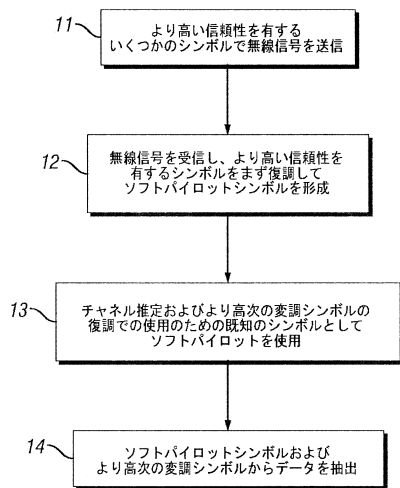 11
より高い信頼性を有する
いくつかのシンボルで無線信号を送信
12
無線信号を受信し、より高い信頼性を
有するシンボルをまず復調して
ソフトパイロットシンボルを形成
13
チャネル推定およびより高次の変調シンボルの
復調での使用のための既知のシンボルとして
ソフトパイロットを使用
14
ソフトパイロットシンボルおよび
より高次の変調シンボルからデータを抽出